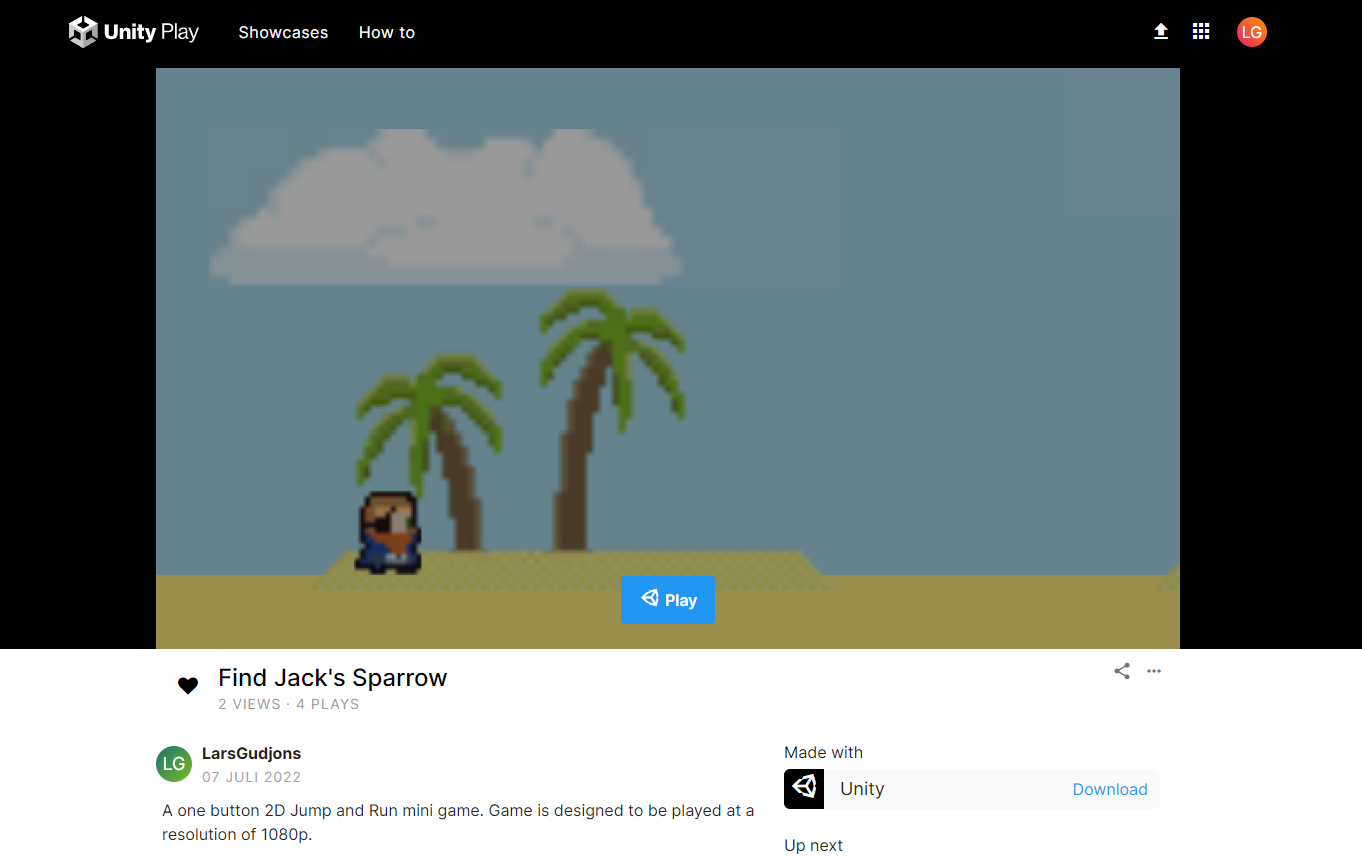 Unity Play
Showcases
How to
LG
Play
Find Jack's Sparrow
2 VIEWS · 4 PLAYS
LG
LarsGudjons
07 JULI 2022
A one button 2D Jump and Run mini game. Game is designed to be played at a
resolution of 1080p.
Made with
Unity
Download
Up next